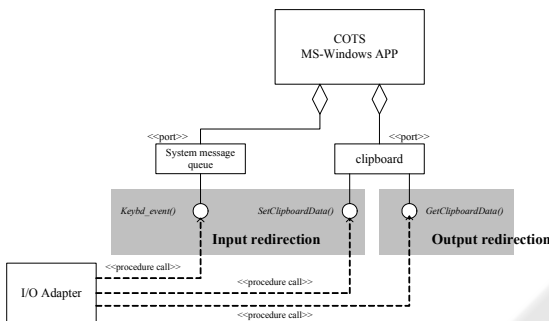 COTS
MS-Windows APP
<<port>>
<<port>>
System message
queue
clipboard
Keybd_event()
SetClipboardData()
GetClipboardData()
Input redirection
Output redirection
<<procedure call>>
I/O Adapter
<<procedure call>>
<<procedure call>>